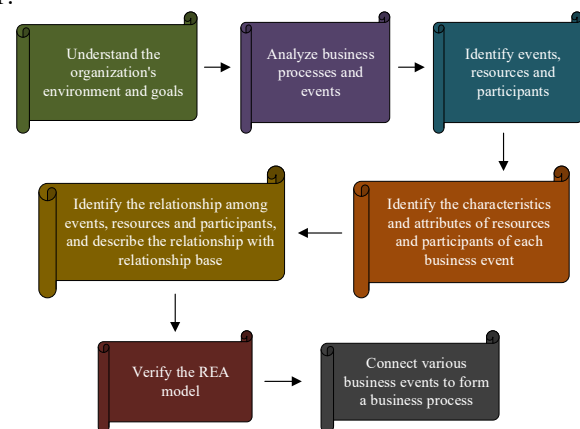 Understand the
organization's
environment and goals
Analyze business
processes and
events
Identify events,
resources and
participants
Identify the characteristics
and attributes of resources
and participants of each
business event
Identify the relationship among
events, resources and participants,
and describe the relationship with
relationship base
Verify the REA
model
Connect various
business events to form
a business process